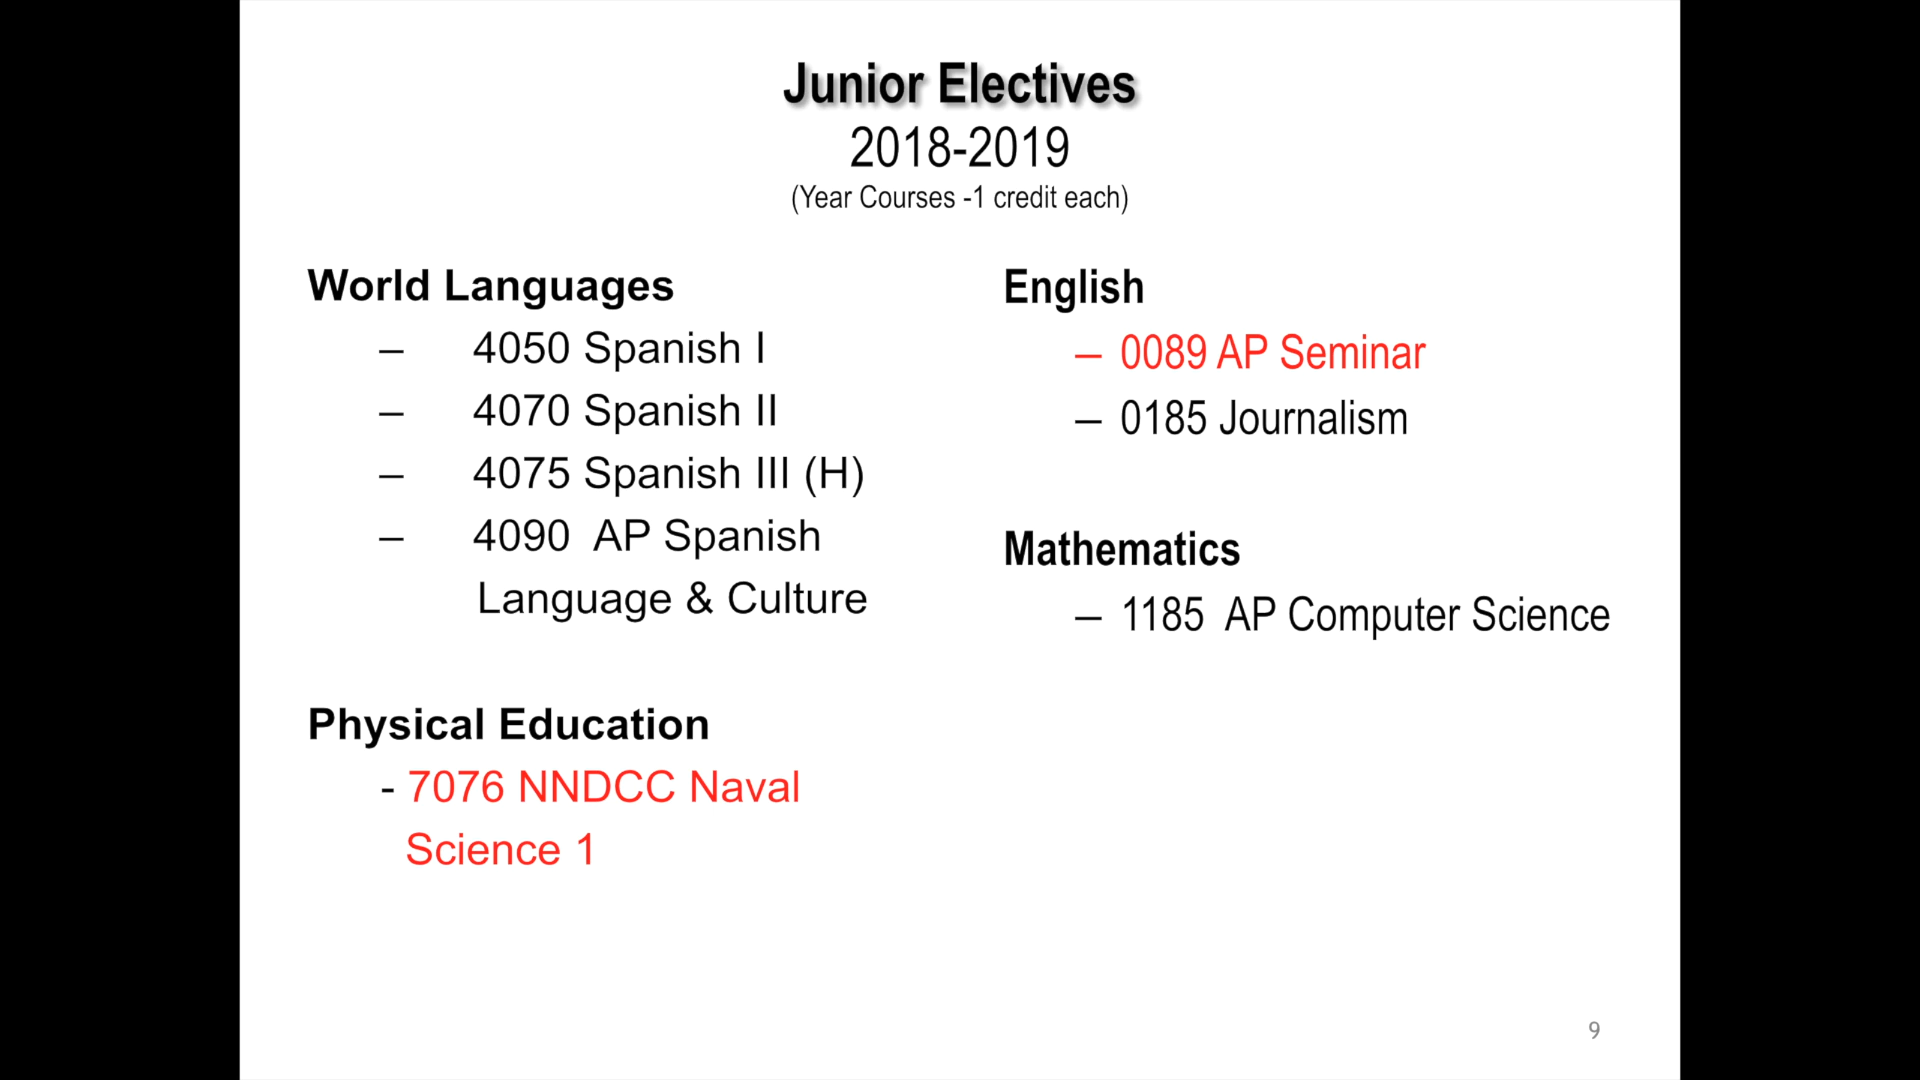 Junior Electives
2018-2019
(Year Courses -1 credit each)
World Languages
– 4050 Spanish I
– 4070 Spanish II
– 4075 Spanish III (H)
– 4090 AP Spanish
Language & Culture
Physical Education
- 7076 NNDCC Naval
Science 1
English
– 0089 AP Seminar
– 0185 Journalism
Mathematics
– 1185 AP Computer Science
9